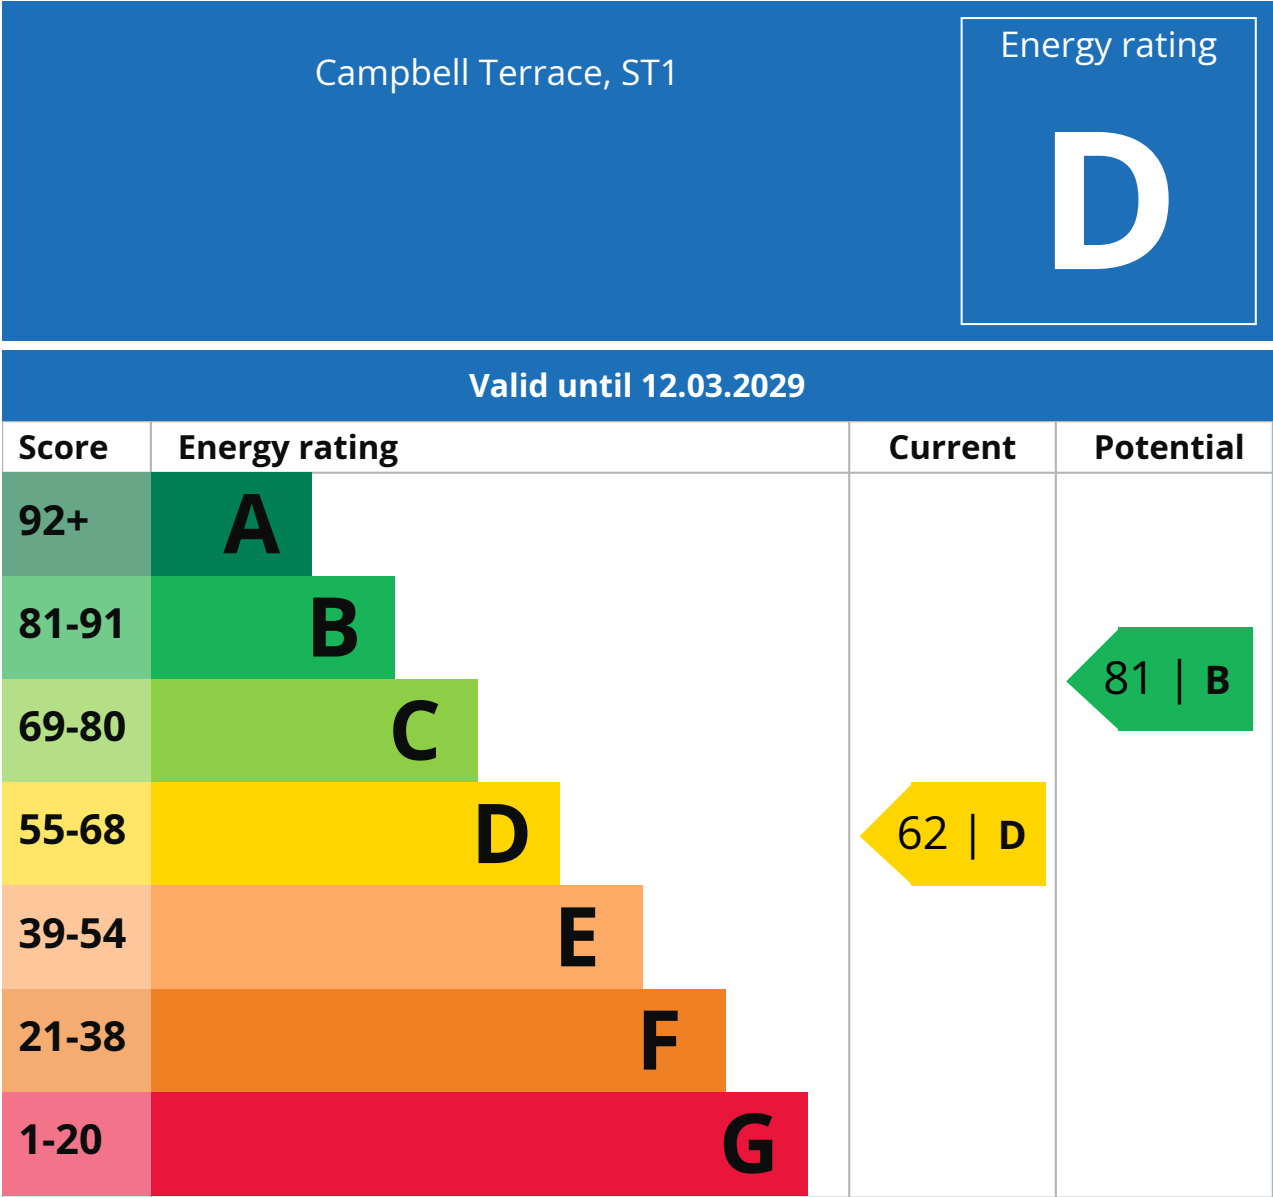 Campbell Terrace, ST1
Energy rating
D
Valid until 12.03.2029
Score Energy rating Current Potential
92+ A
81-91 B
81 | B
69-80 C
55-68 D 62 | D
39-54 E
21-38 F
1-20 G